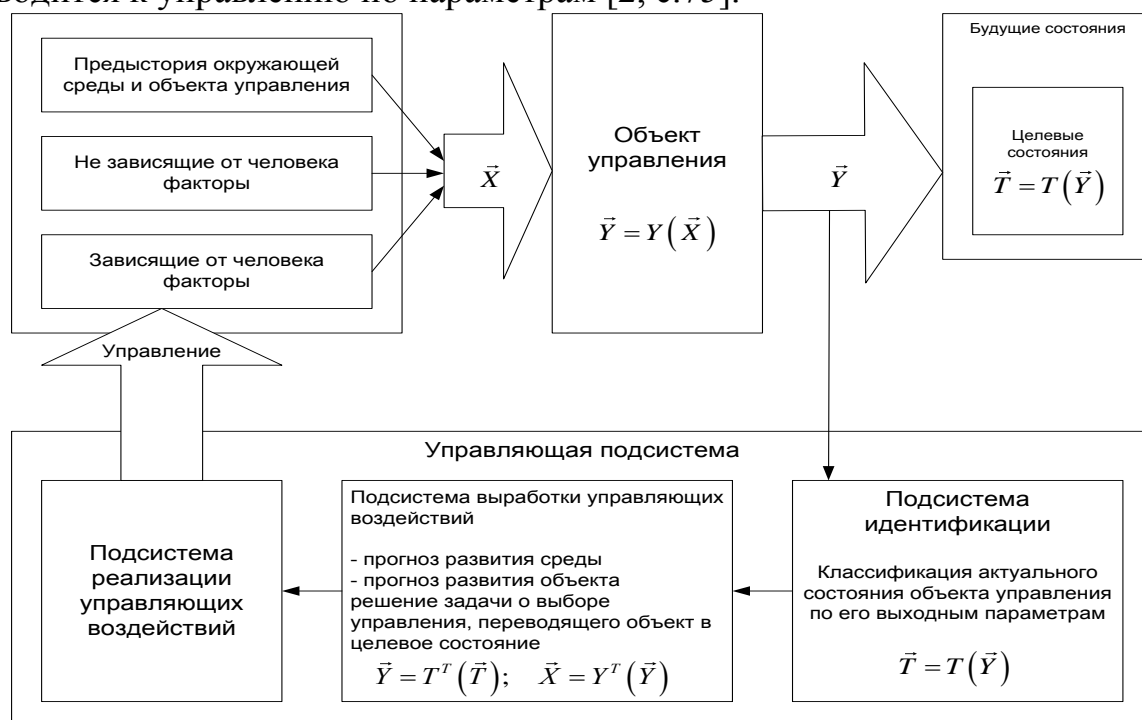 водится к управлению по параметрам [2, с.75].
Предыстория окружающей
среды и объекта управления
Не зависящие от человека
факторы
Зависящие от человека
факторы
Управление
X⃗
Объект
управления
Y⃗ = Y(X⃗)
Y⃗
Будущие состояния
Целевые
состояния
T⃗ = T(Y⃗)
Управляющая подсистема
Подсистема
реализации
управляющих
воздействий
Подсистема выработки управляющих
воздействий
- прогноз развития среды
- прогноз развития объекта
решение задачи о выборе
управления, переводящего объект в
целевое состояние
Y⃗ = Tᵀ(T⃗); X⃗ = Yᵀ(Y⃗)
Подсистема
идентификации
Классификация актуального
состояния объекта управления
по его выходным параметрам
T⃗ = T(Y⃗)